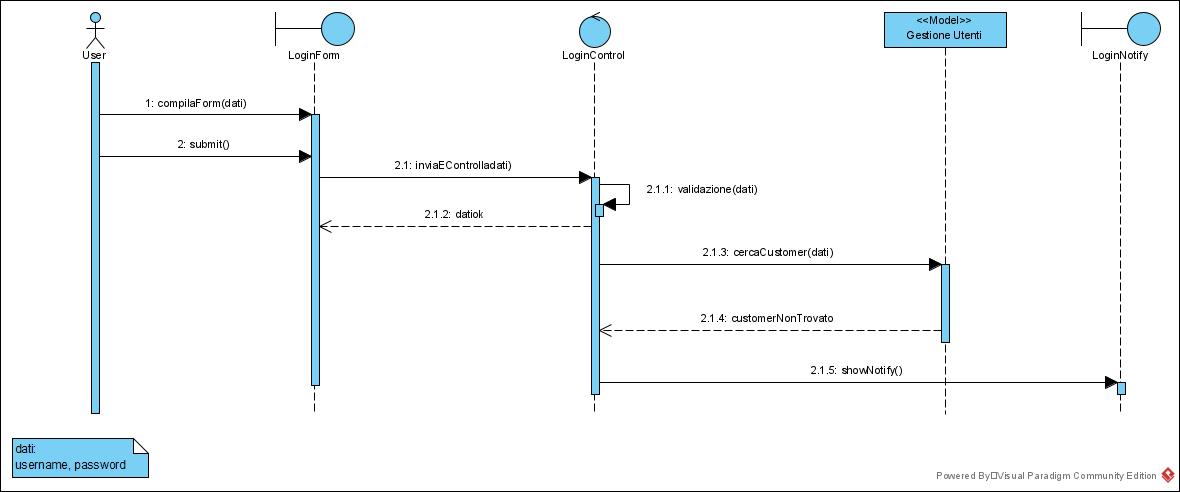 <<Model>>
Gestione Utenti
User
LoginForm
LoginControl
LoginNotify
1: compilaForm(dati)
2: submit()
2.1: inviaEControlladati)
2.1.1: validazione(dati)
2.1.2: datiok
2.1.3: cercaCustomer(dati)
2.1.4: customerNonTrovato
2.1.5: showNotify()
dati:
username, password
Powered By Visual Paradigm Community Edition